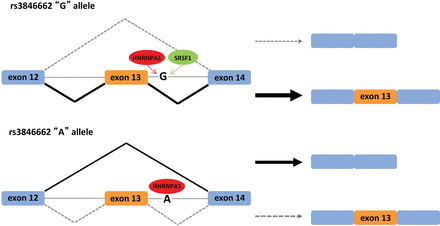 rs3846662 “G” allele
HNRNPA1 SRSF1
exon 12 exon 13 G exon 14
exon 13
rs3846662 “A” allele
HNRNPA1
exon 12 exon 13 A exon 14
exon 13